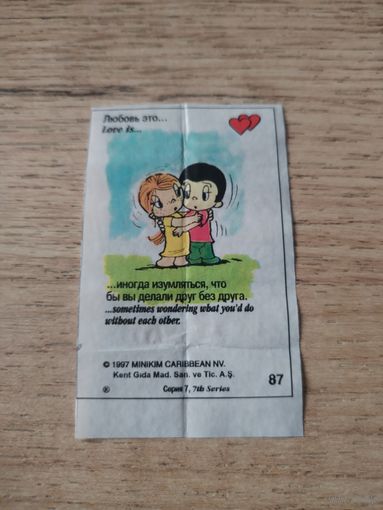 Любовь это...
Love is...
...иногда изумляться, что
бы вы делали друг без друга.
...sometimes wondering what you'd do
without each other.
© 1997 MINIKIM CARIBBEAN NV.
Kent Gıda Mad. San. ve Tic. A.Ş.
® Серия 7, 7th Series
87